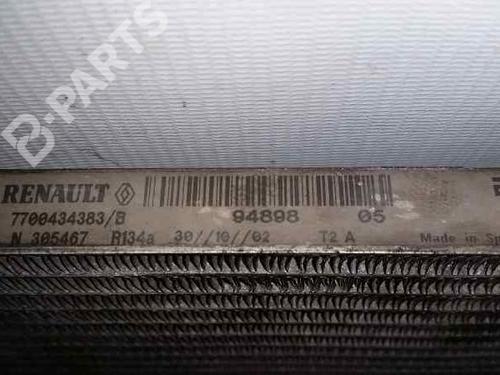 B-PARTS
RENAULT
7700434383/B 94898 05
N 305467 R134a 30//10//02 T2 A Made in Sp